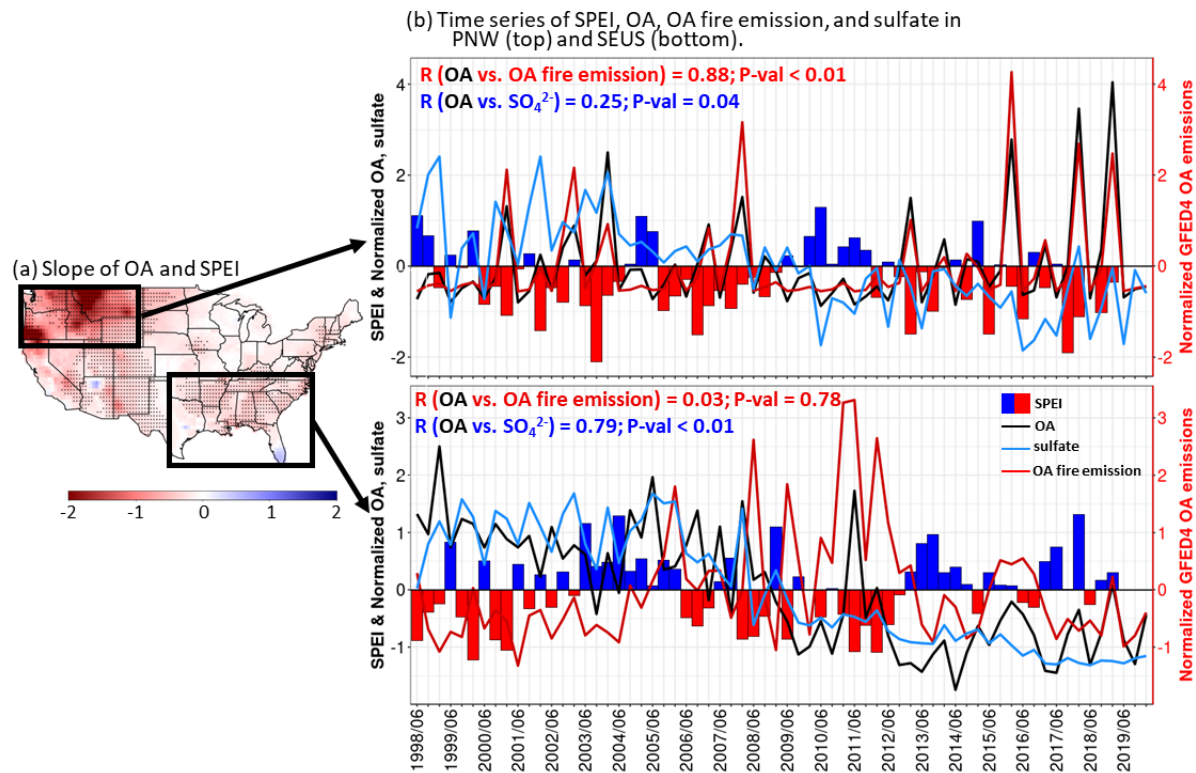 (b) Time series of SPEI, OA, OA fire emission, and sulfate in
PNW (top) and SEUS (bottom).
R (OA vs. OA fire emission) = 0.88; P-val < 0.01
R (OA vs. SO₄²⁻) = 0.25; P-val = 0.04
4
2
0
-2
SPEI & Normalized OA, sulfate
4
2
0
-2
Normalized GFED4 OA emissions
(a) Slope of OA and SPEI
-2 -1 0 1 2
R (OA vs. OA fire emission) = 0.03; P-val = 0.78
R (OA vs. SO₄²⁻) = 0.79; P-val < 0.01
SPEI
OA
sulfate
OA fire emission
3
2
1
0
-1
SPEI & Normalized OA, sulfate
3
2
1
0
-1
Normalized GFED4 OA emissions
1998/06
1999/06
2000/06
2001/06
2002/06
2003/06
2004/06
2005/06
2006/06
2007/06
2008/06
2009/06
2010/06
2011/06
2012/06
2013/06
2014/06
2015/06
2016/06
2017/06
2018/06
2019/06